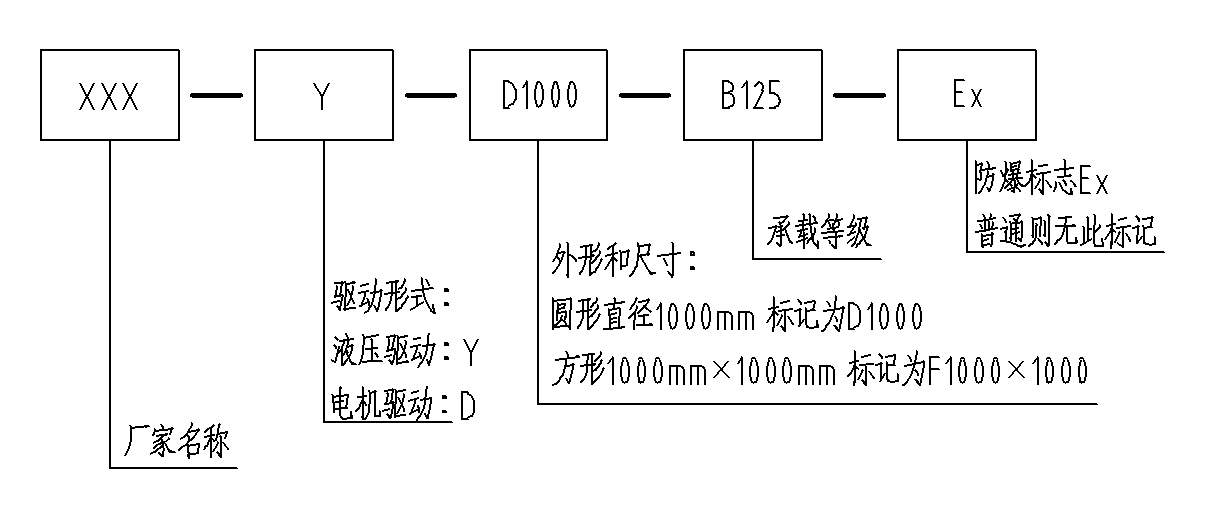 XXX — Y — D1000 — B125 — Ex
防爆标志Ex
普通则无此标记
承载等级
外形和尺寸：
圆形直径1000mm 标记为D1000
方形1000mm×1000mm 标记为F1000×1000
驱动形式：
液压驱动：Y
电机驱动：D
厂家名称